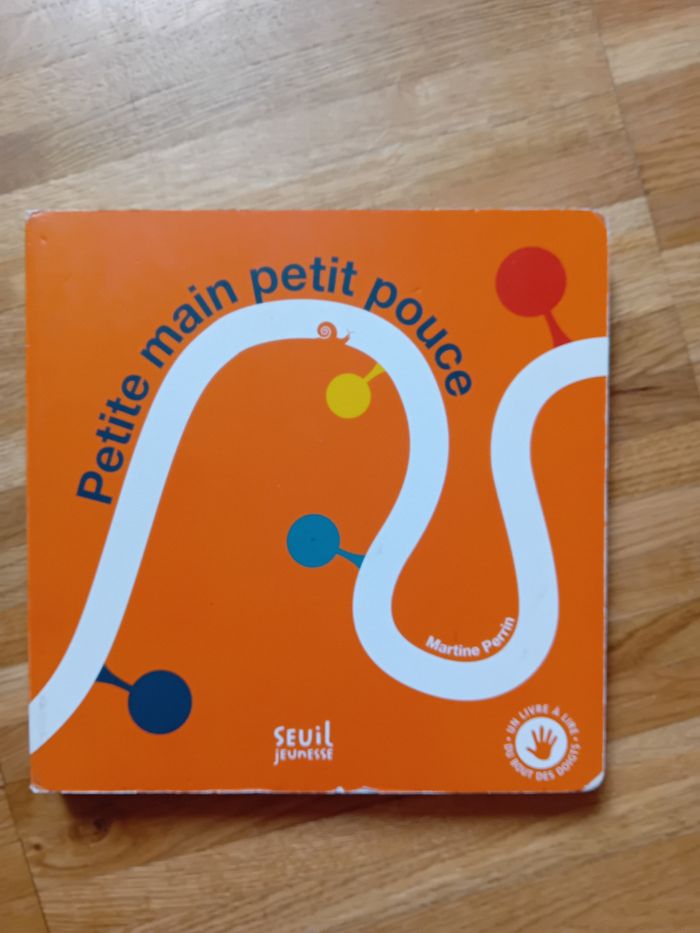 Petite main petit pouce
Martine Perrin
SEUIL
JEUNESSE
• UN LIVRE À LIRE •
DU BOUT DES DOIGTS